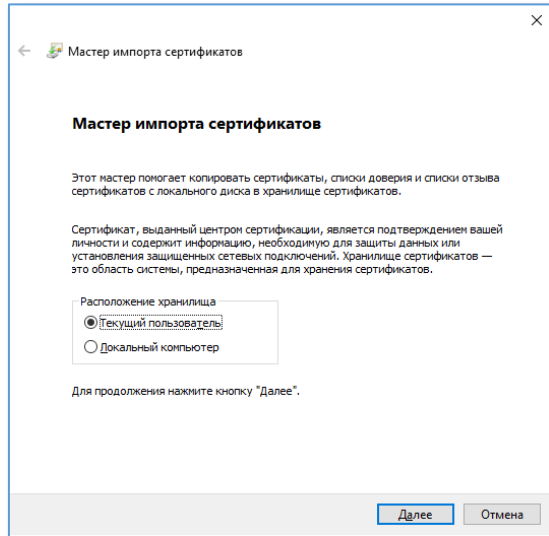 Мастер импорта сертификатов
Мастер импорта сертификатов
Этот мастер помогает копировать сертификаты, списки доверия и списки отзыва
сертификатов с локального диска в хранилище сертификатов.
Сертификат, выданный центром сертификации, является подтверждением вашей
личности и содержит информацию, необходимую для защиты данных или
установления защищенных сетевых подключений. Хранилище сертификатов —
это область системы, предназначенная для хранения сертификатов.
Расположение хранилища
Текущий пользователь
Локальный компьютер
Для продолжения нажмите кнопку "Далее".
Далее Отмена